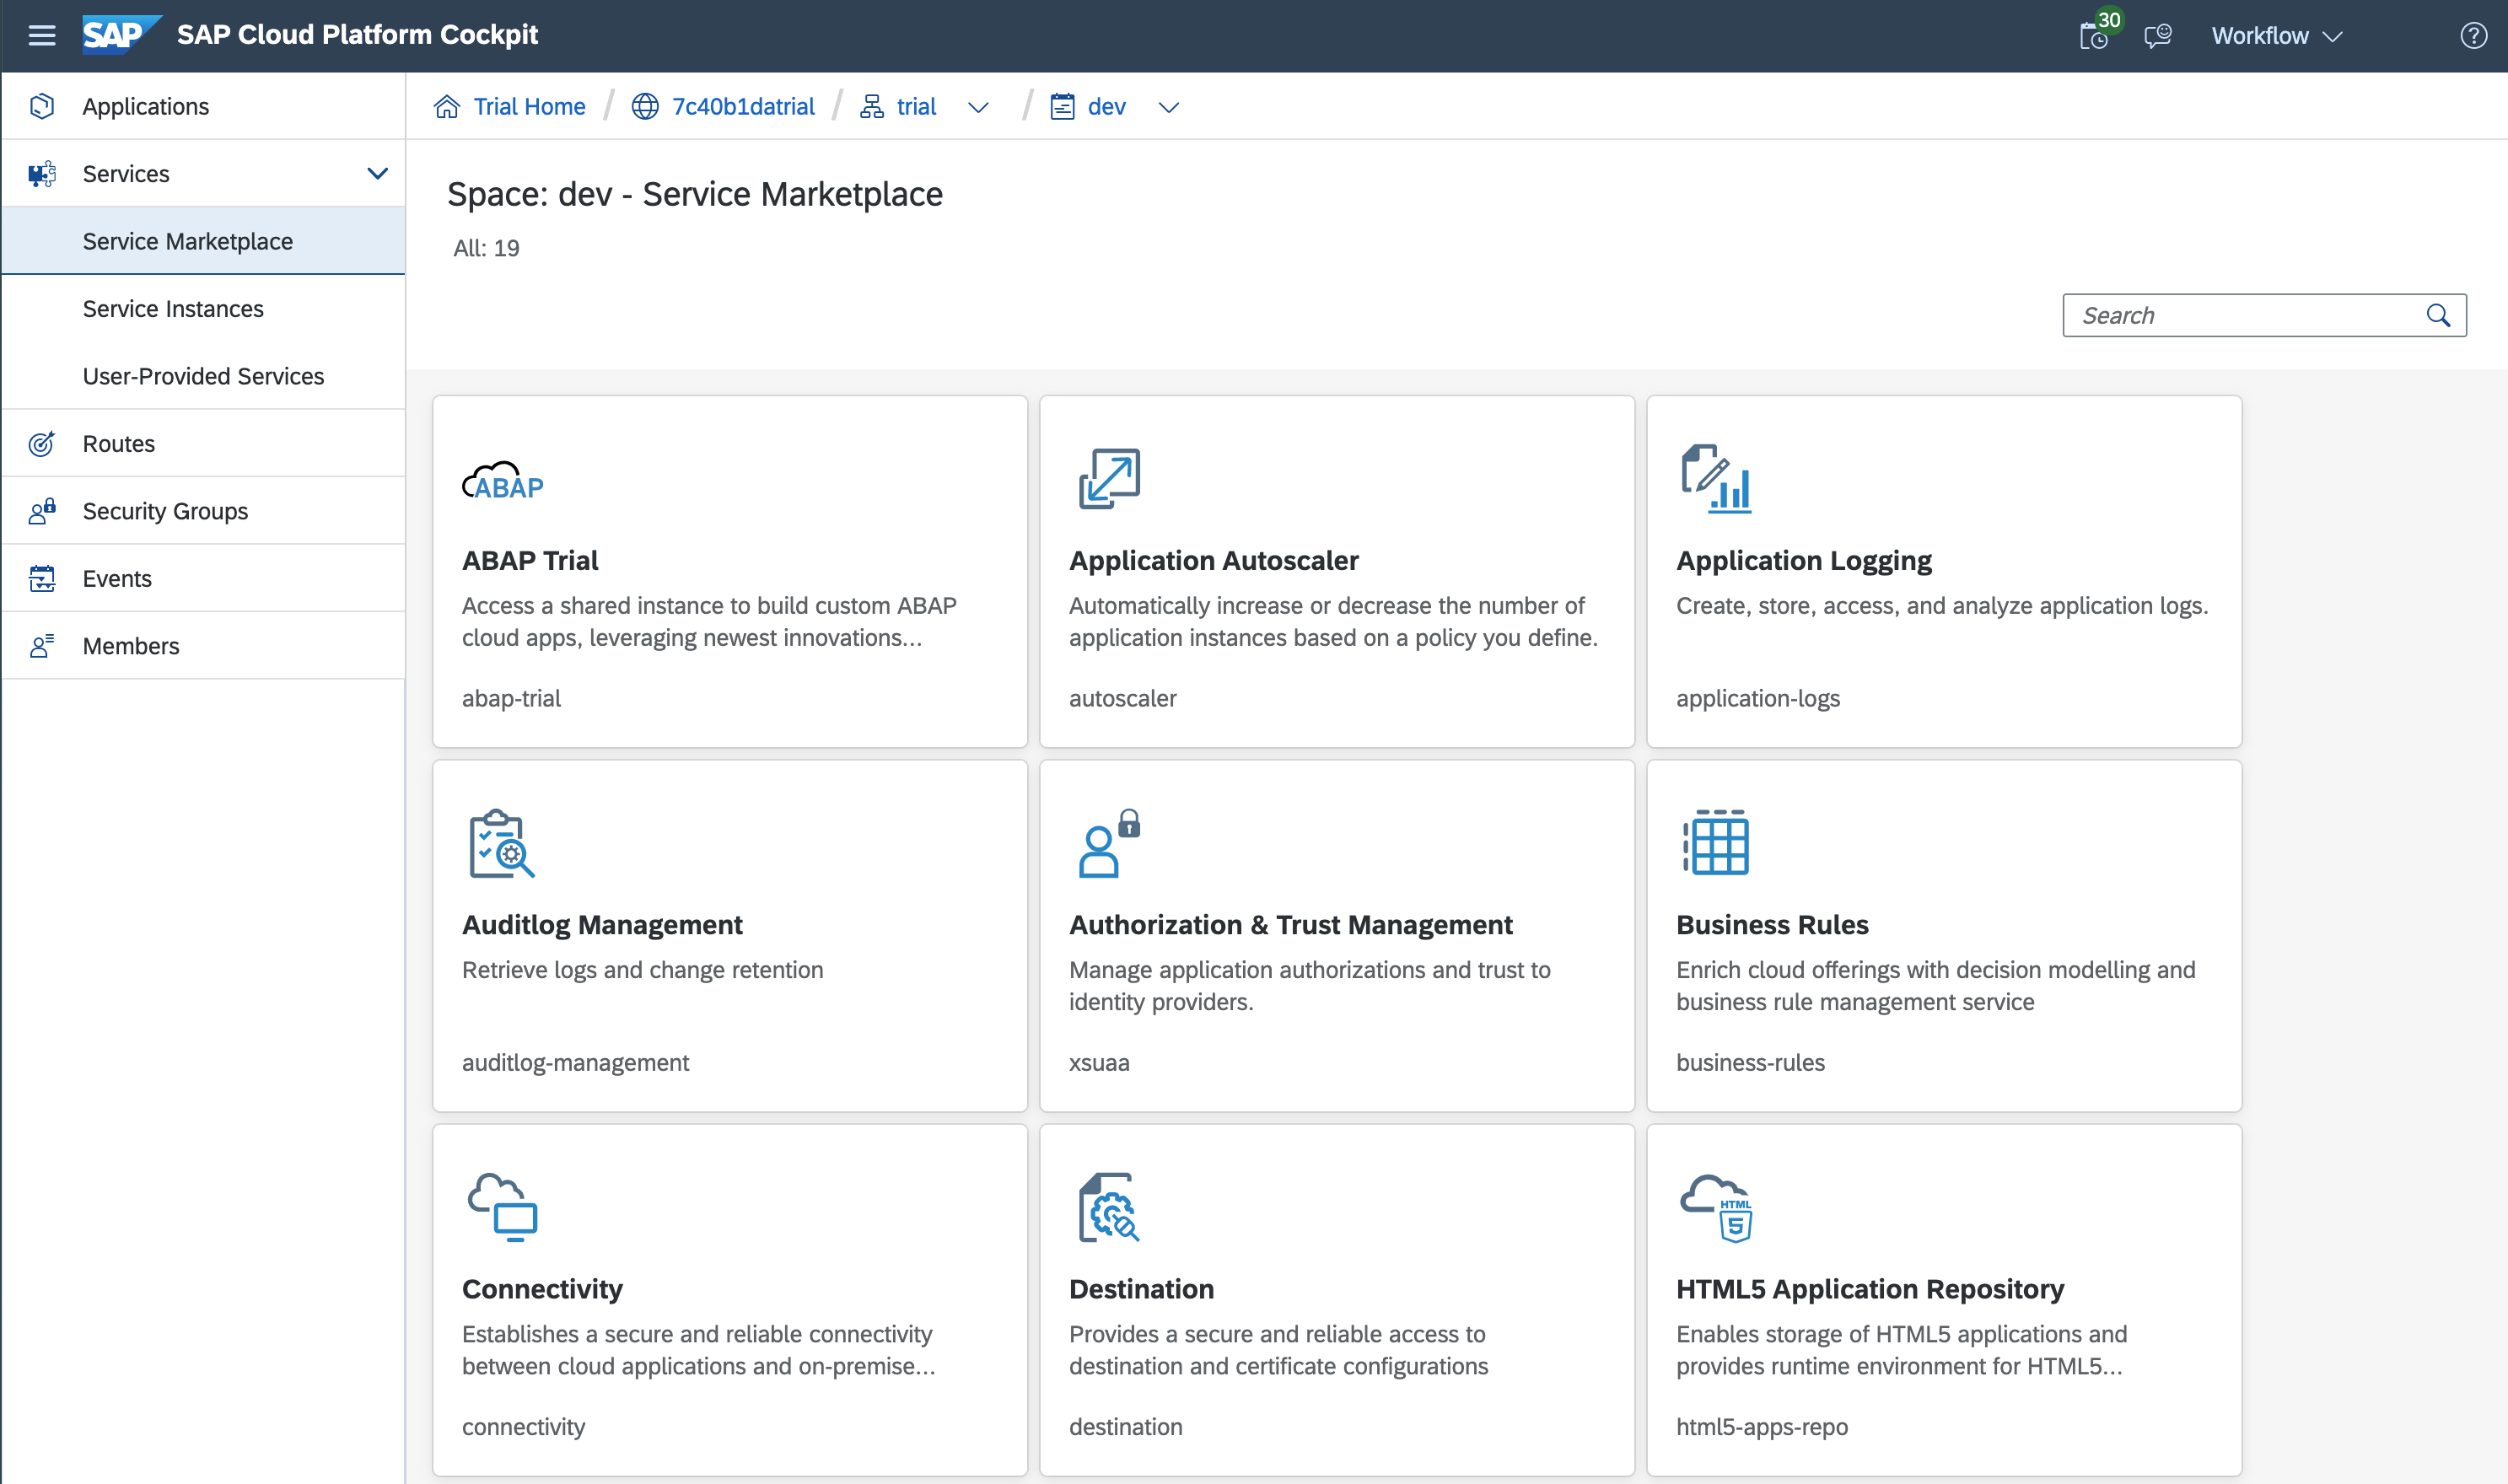 SAP SAP Cloud Platform Cockpit
30
Workflow
?
Applications
Services
Service Marketplace
Service Instances
User-Provided Services
Routes
Security Groups
Events
Members
Trial Home / 7c40b1datrial / trial / dev
Space: dev - Service Marketplace
All: 19
Search
ABAP
ABAP Trial
Access a shared instance to build custom ABAP
cloud apps, leveraging newest innovations...
abap-trial
Application Autoscaler
Automatically increase or decrease the number of
application instances based on a policy you define.
autoscaler
Application Logging
Create, store, access, and analyze application logs.
application-logs
Auditlog Management
Retrieve logs and change retention
auditlog-management
Authorization & Trust Management
Manage application authorizations and trust to
identity providers.
xsuaa
Business Rules
Enrich cloud offerings with decision modelling and
business rule management service
business-rules
Connectivity
Establishes a secure and reliable connectivity
between cloud applications and on-premise...
connectivity
Destination
Provides a secure and reliable access to
destination and certificate configurations
destination
HTML
5
HTML5 Application Repository
Enables storage of HTML5 applications and
provides runtime environment for HTML5...
html5-apps-repo